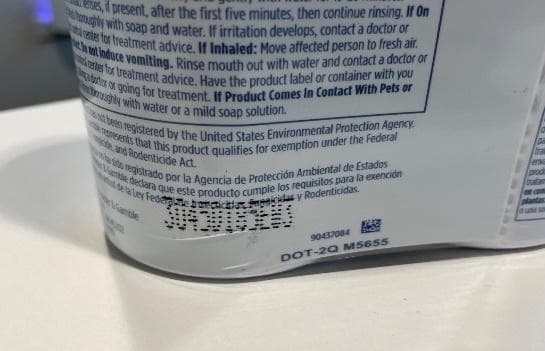 lenses, if present, after the first five minutes, then continue rinsing. If On
thoroughly with soap and water. If irritation develops, contact a doctor or
center for treatment advice. If Inhaled: Move affected person to fresh air.
Do not induce vomiting. Rinse mouth out with water and contact a doctor or
center for treatment advice. Have the product label or container with you
doctor or going for treatment. If Product Comes In Contact With Pets or
thoroughly with water or a mild soap solution.
not been registered by the United States Environmental Protection Agency.
represents that this product qualifies for exemption under the Federal
and Rodenticide Act.
ha sido registrado por la Agencia de Protección Ambiental de Estados
& Gamble declara que este producto cumple los requisitos para la exención
de la Ley Federal de Insecticidas, Fungicidas y Rodenticidas.
& Gamble
90437084
DOT-2Q M5655